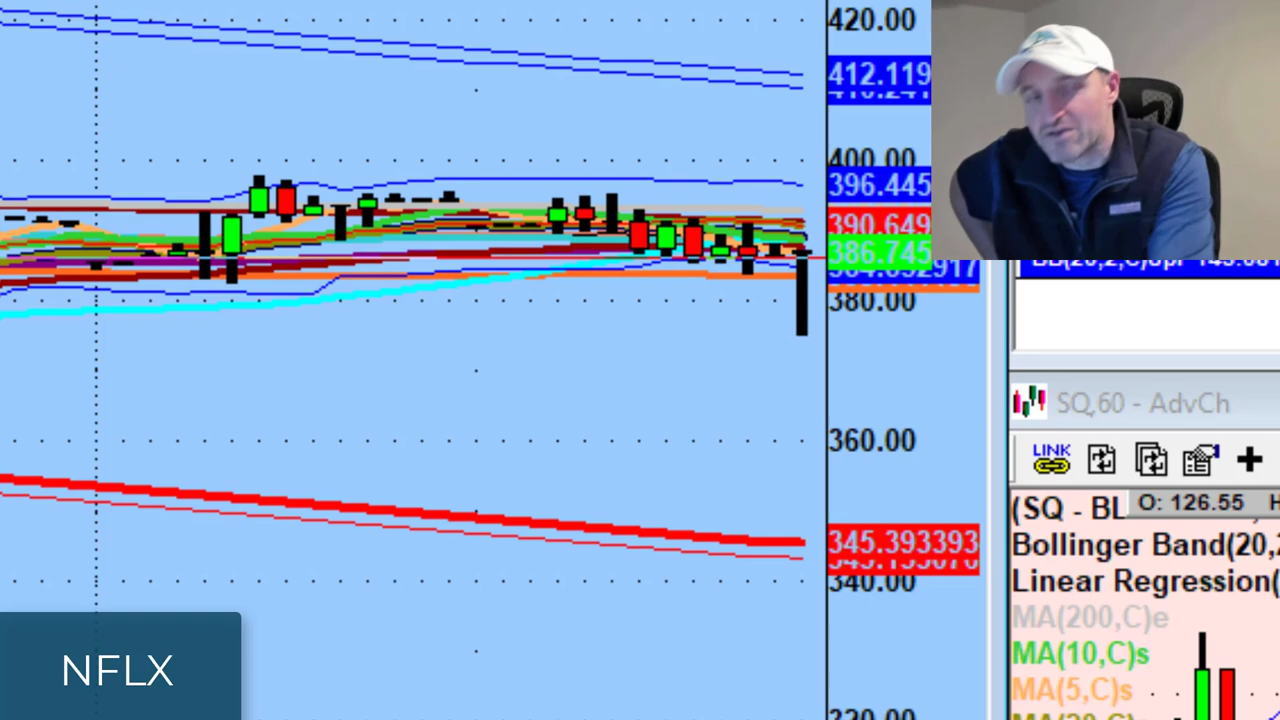 420.00
412.119
400.00
396.445
390.649
386.745
380.00
360.00
345.393393
340.00
SQ,60 - AdvCh
LINK
(SQ - BL
O: 126.55 H
Bollinger Band(20,2
Linear Regression(
MA(200,C)e
MA(10,C)s
MA(5,C)s
NFLX